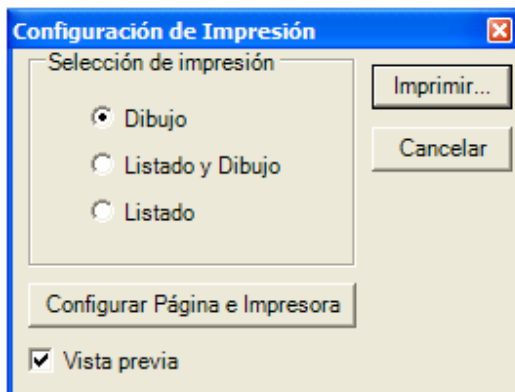 Configuración de Impresión
Selección de impresión
Imprimir...
Dibujo
Cancelar
Listado y Dibujo
Listado
Configurar Página e Impresora
Vista previa